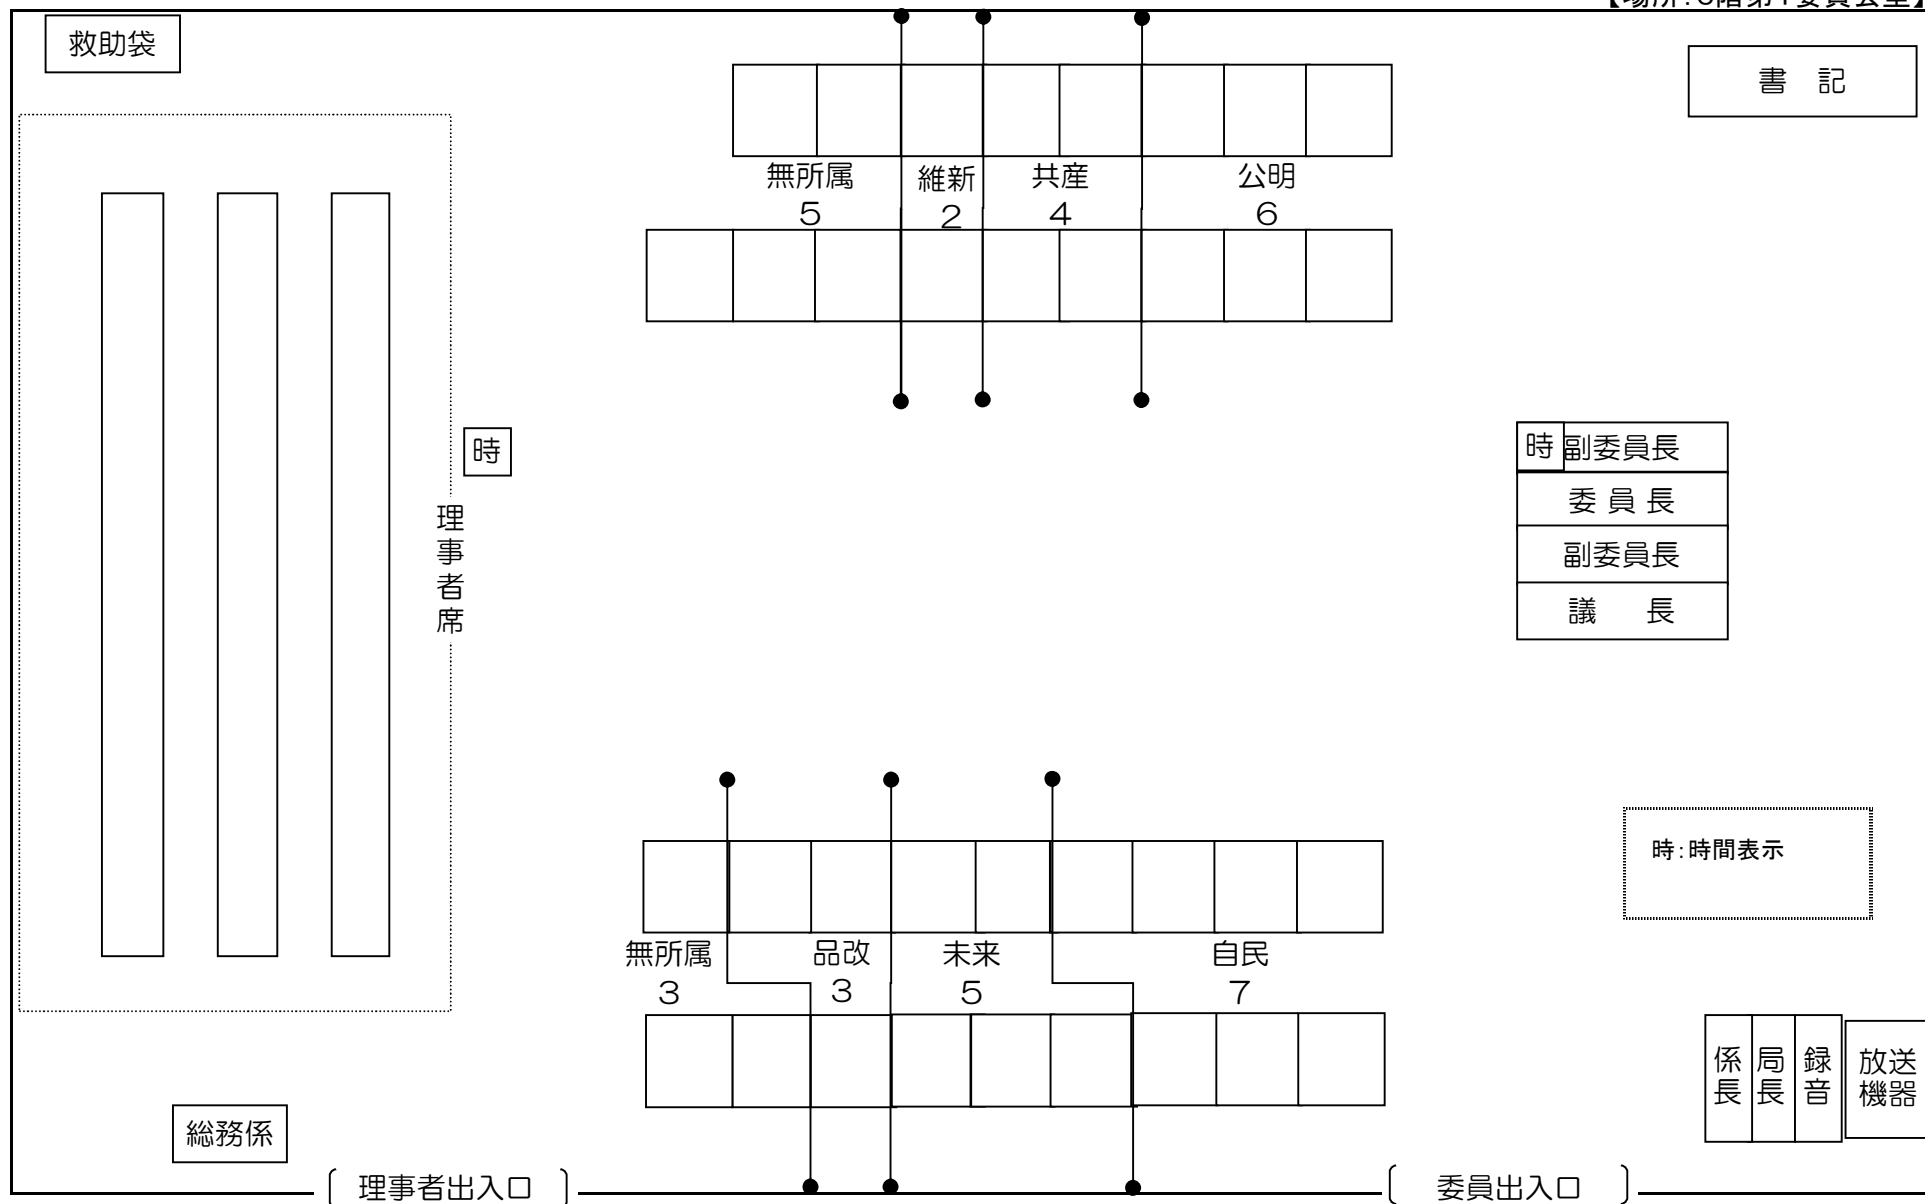 救助袋
書 記
無所属
5
維新
2
共産
4
公明
6
時
理事者席
時
副委員長
委員長
副委員長
議 長
時:時間表示
無所属
3
品改
3
未来
5
自民
7
係長
局長
録音
放送
機器
総務係
理事者出入口
委員出入口